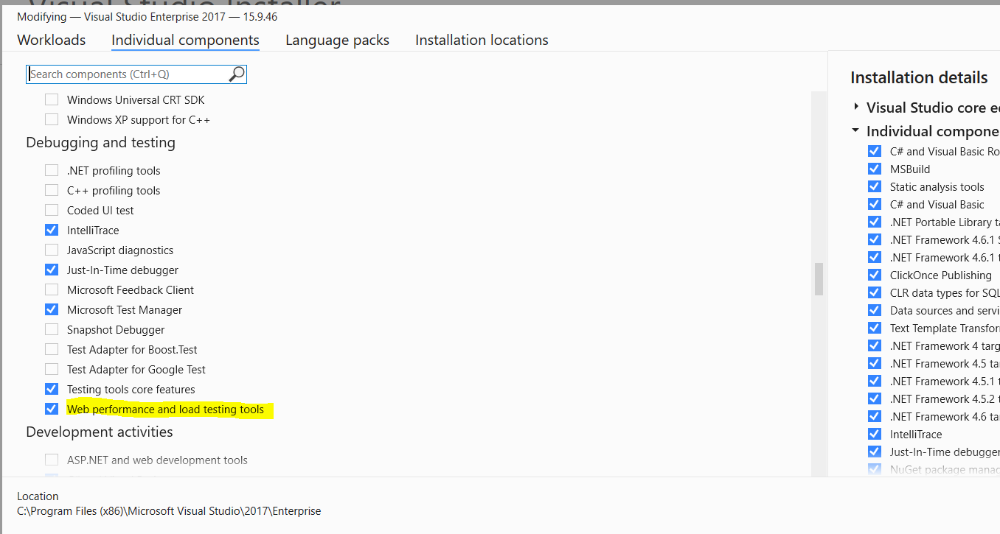 Visual Studio Installer
Modifying — Visual Studio Enterprise 2017 — 15.9.46
Workloads Individual components Language packs Installation locations
Search components (Ctrl+Q)
Windows Universal CRT SDK
Windows XP support for C++
Debugging and testing
.NET profiling tools
C++ profiling tools
Coded UI test
IntelliTrace
JavaScript diagnostics
Just-In-Time debugger
Microsoft Feedback Client
Microsoft Test Manager
Snapshot Debugger
Test Adapter for Boost.Test
Test Adapter for Google Test
Testing tools core features
Web performance and load testing tools
Development activities
ASP.NET and web development tools
Location
C:\Program Files (x86)\Microsoft Visual Studio\2017\Enterprise
Installation details
Visual Studio core e
Individual compone
C# and Visual Basic Ro
MSBuild
Static analysis tools
C# and Visual Basic
.NET Portable Library ta
.NET Framework 4.6.1 S
.NET Framework 4.6.1 t
ClickOnce Publishing
CLR data types for SQL
Data sources and servi
Text Template Transfor
.NET Framework 4 targ
.NET Framework 4.5 ta
.NET Framework 4.5.1 t
.NET Framework 4.5.2 t
.NET Framework 4.6 ta
IntelliTrace
Just-In-Time debugger
NuGet package manag